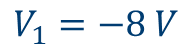 V₁ = −8 V